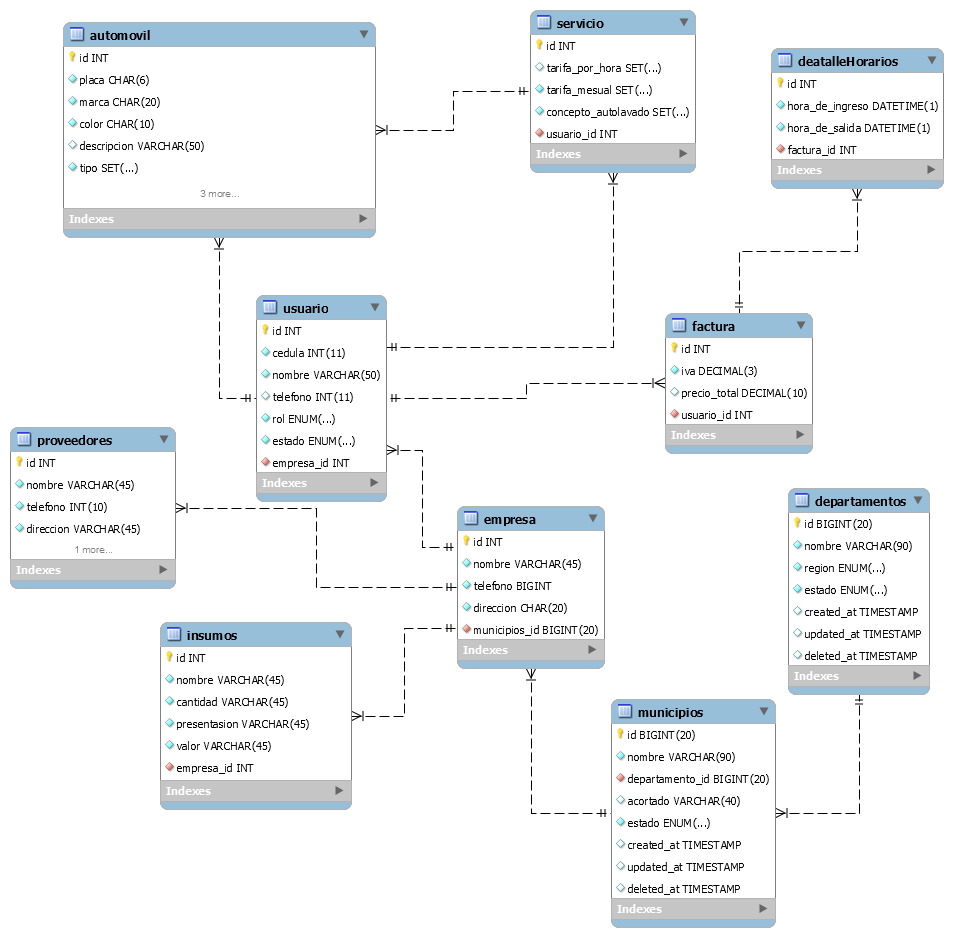 automovil
id INT
placa CHAR(6)
marca CHAR(20)
color CHAR(10)
descripcion VARCHAR(50)
tipo SET(...)
3 more...
Indexes
servicio
id INT
tarifa_por_hora SET(...)
tarifa_mesual SET(...)
concepto_autolavado SET(...)
usuario_id INT
Indexes
deatalleHorarios
id INT
hora_de_ingreso DATETIME(1)
hora_de_salida DATETIME(1)
factura_id INT
Indexes
usuario
id INT
cedula INT(11)
nombre VARCHAR(50)
telefono INT(11)
rol ENUM(...)
estado ENUM(...)
empresa_id INT
Indexes
factura
id INT
iva DECIMAL(3)
precio_total DECIMAL(10)
usuario_id INT
Indexes
proveedores
id INT
nombre VARCHAR(45)
telefono INT(10)
direccion VARCHAR(45)
1 more...
Indexes
empresa
id INT
nombre VARCHAR(45)
telefono BIGINT
direccion CHAR(20)
municipios_id BIGINT(20)
Indexes
departamentos
id BIGINT(20)
nombre VARCHAR(90)
region ENUM(...)
estado ENUM(...)
created_at TIMESTAMP
updated_at TIMESTAMP
deleted_at TIMESTAMP
Indexes
insumos
id INT
nombre VARCHAR(45)
cantidad VARCHAR(45)
presentasion VARCHAR(45)
valor VARCHAR(45)
empresa_id INT
Indexes
municipios
id BIGINT(20)
nombre VARCHAR(90)
departamento_id BIGINT(20)
acortado VARCHAR(40)
estado ENUM(...)
created_at TIMESTAMP
updated_at TIMESTAMP
deleted_at TIMESTAMP
Indexes